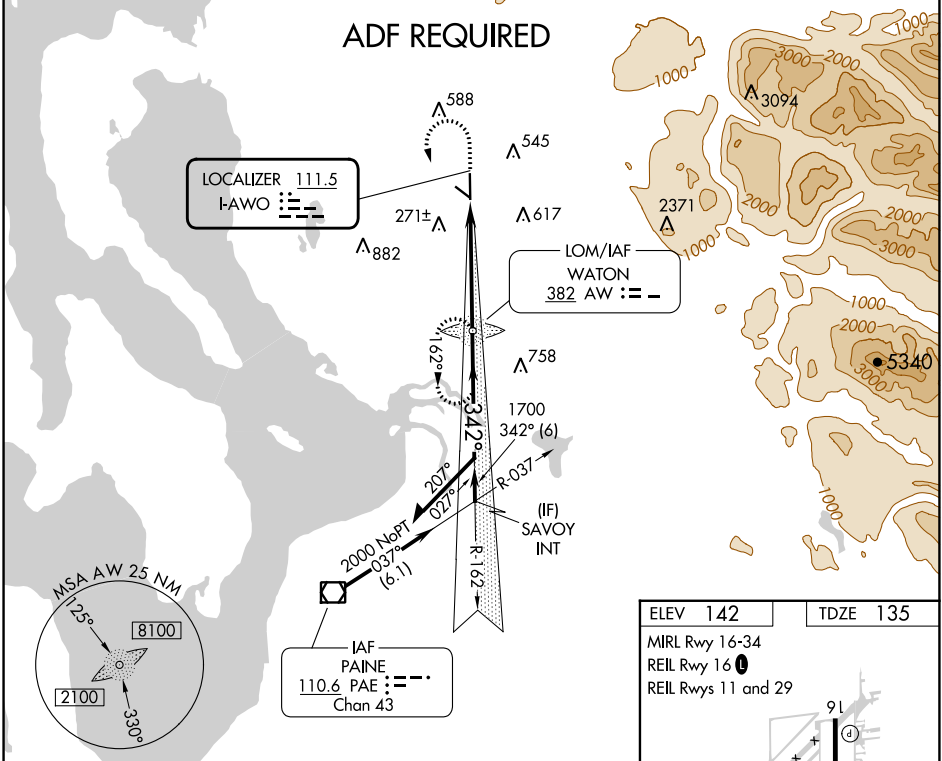 ADF REQUIRED
1000
1000
3000
2000
3094
588
545
LOCALIZER 111.5
I-AWO
271±
617
882
2371
2000
1000
2000
3000
LOM/IAF
WATON
382 AW
1000
2000
3000
5340
162°
758
342°
1700
342° (6)
R-037
207°
027°
(IF)
SAVOY
INT
2000 NoPT
037°
(6.1)
R-162
1000
MSA AW 25 NM
125°
8100
2100
330°
IAF
PAINE
110.6 PAE
Chan 43
ELEV 142
TDZE 135
MIRL Rwy 16-34
REIL Rwy 16 L
REIL Rwys 11 and 29
16
P